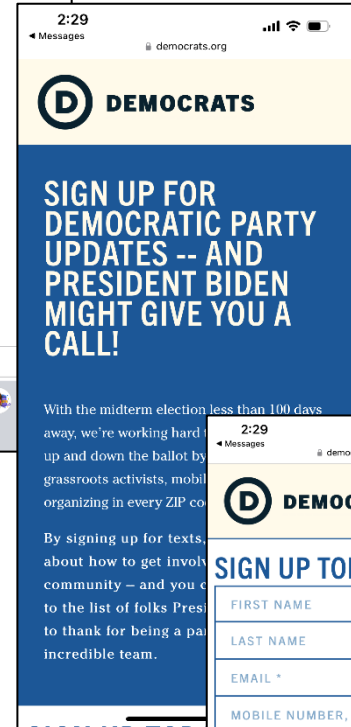 2:29
Messages
democrats.org
D DEMOCRATS
SIGN UP FOR
DEMOCRATIC PARTY
UPDATES -- AND
PRESIDENT BIDEN
MIGHT GIVE YOU A
CALL!
With the midterm election less than 100 days
away, we're working hard
up and down the ballot by
grassroots activists, mobil
organizing in every ZIP co
By signing up for texts,
about how to get involv
community – and you c
to the list of folks Presi
to thank for being a pa
incredible team.
2:29
Messages
demo
D DEMOC
SIGN UP TO
FIRST NAME
LAST NAME
EMAIL *
MOBILE NUMBER,